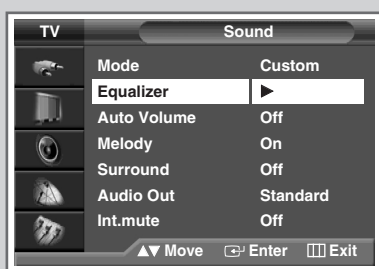 TV Sound
Mode Custom
Equalizer ▶
Auto Volume Off
Melody On
Surround Off
Audio Out Standard
Int.mute Off
▲▼ Move Enter Exit